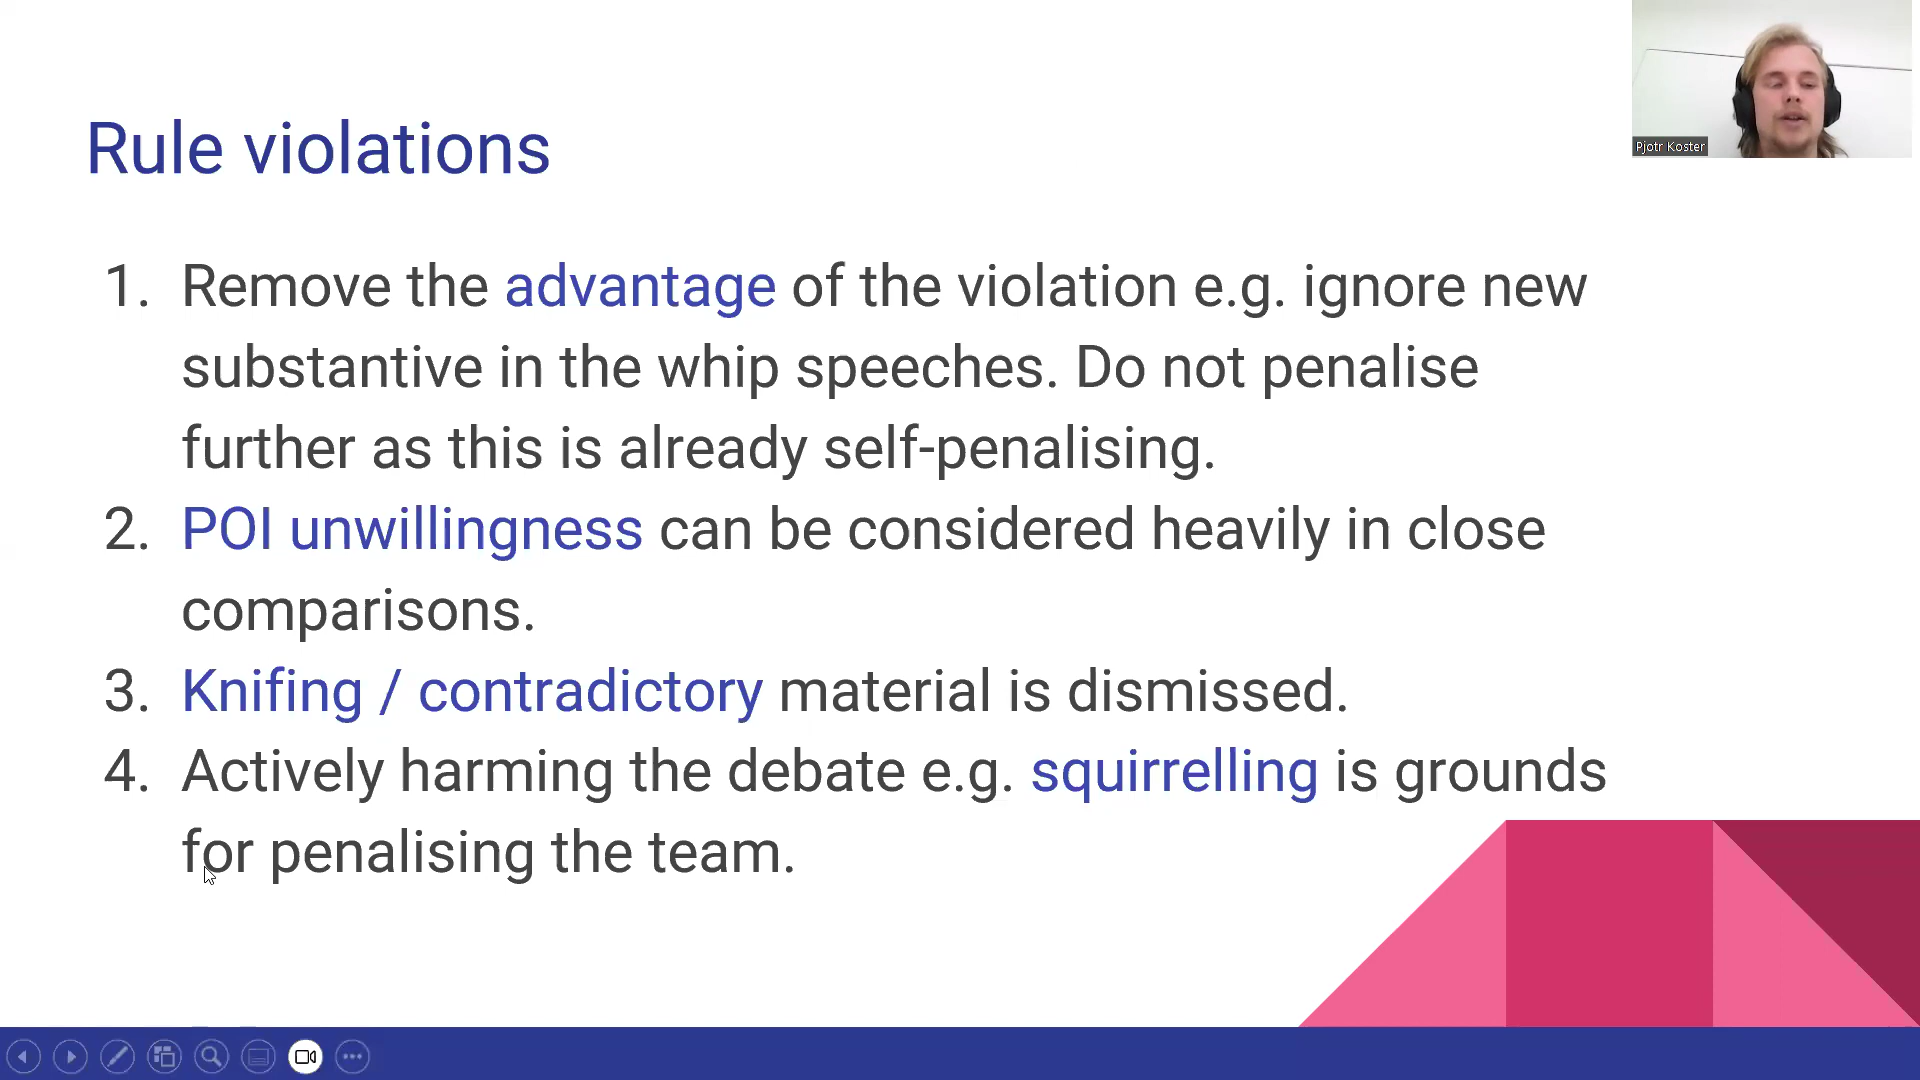 Rule violations
Pjotr Koster
1. Remove the advantage of the violation e.g. ignore new
substantive in the whip speeches. Do not penalise
further as this is already self-penalising.
2. POI unwillingness can be considered heavily in close
comparisons.
3. Knifing / contradictory material is dismissed.
4. Actively harming the debate e.g. squirrelling is grounds
for penalising the team.